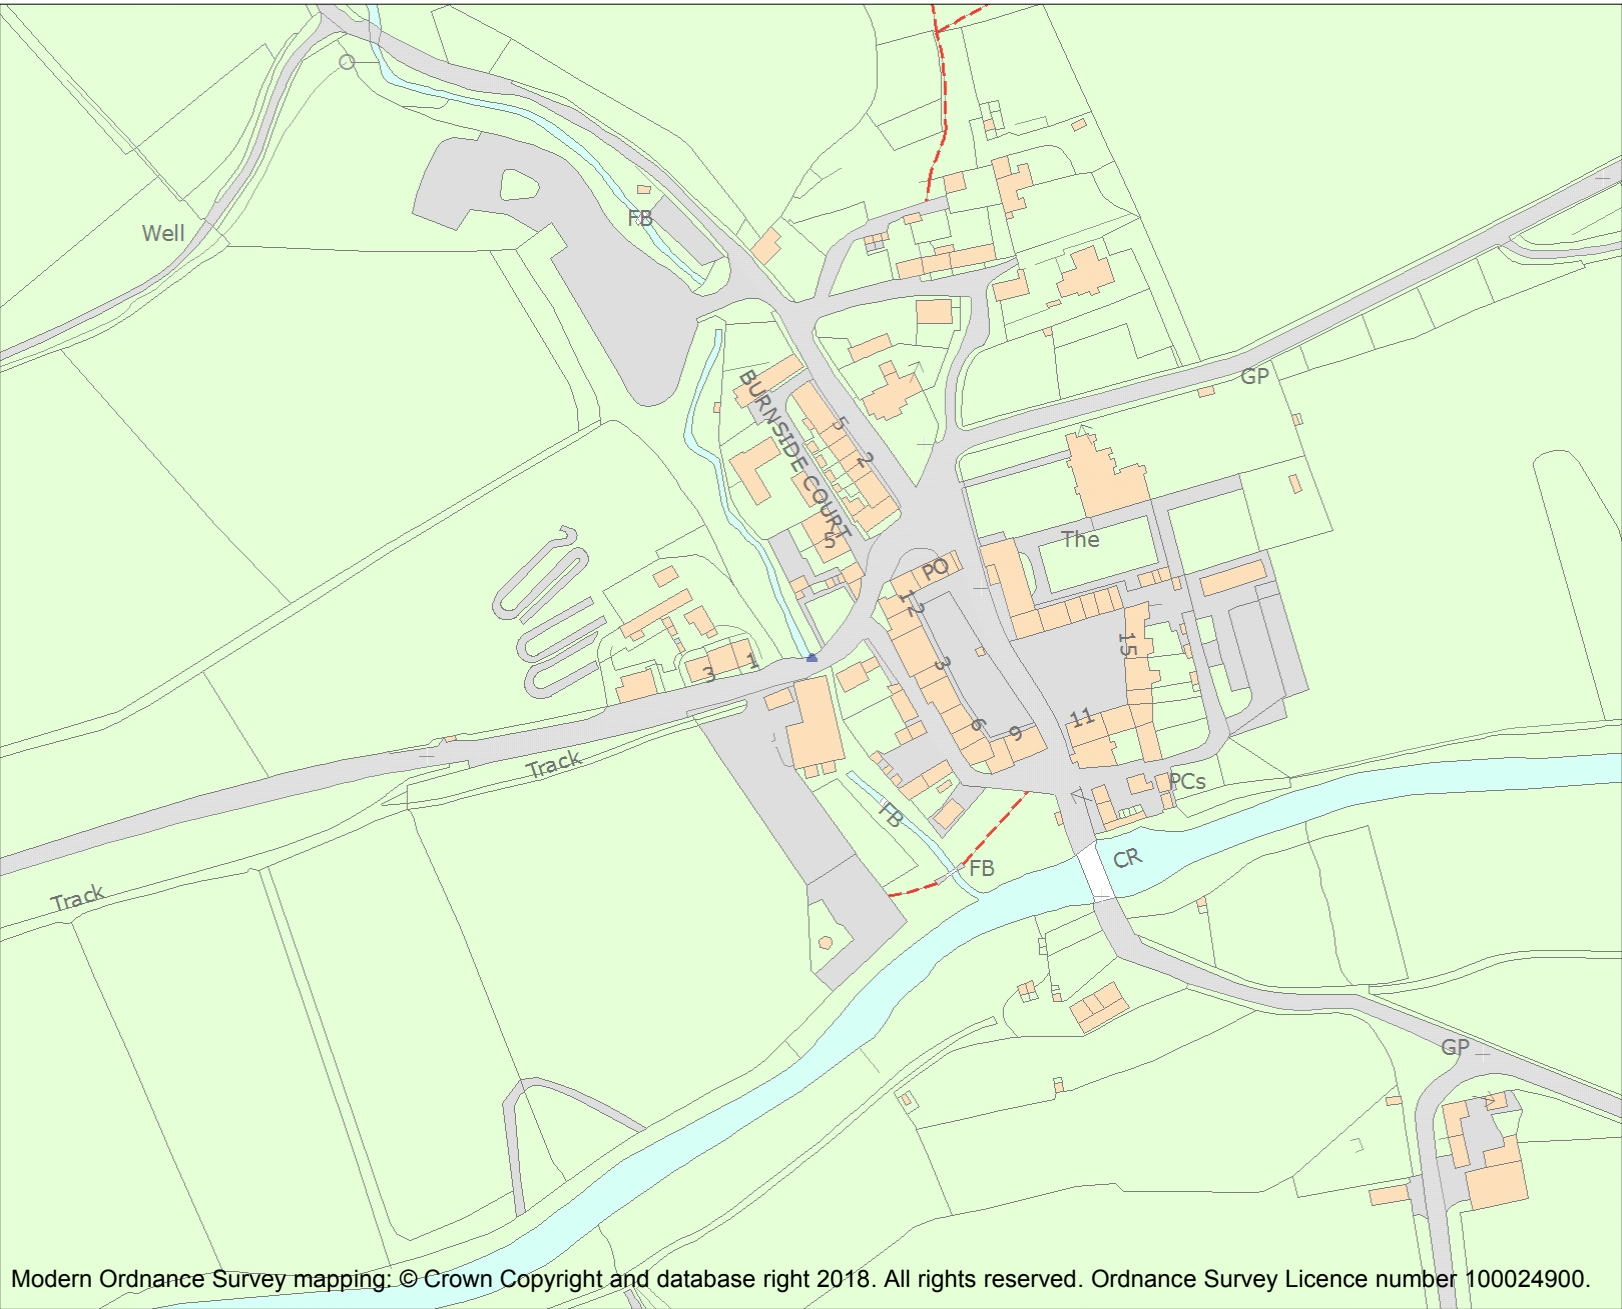 Well
FB
GP
BURNSIDE COURT
5
2
5
The
PO
12
3
15
1
3
6
9
11
Track
PCs
FB
FB
CR
Track
GP
Modern Ordnance Survey mapping: © Crown Copyright and database right 2018. All rights reserved. Ordnance Survey Licence number 100024900.